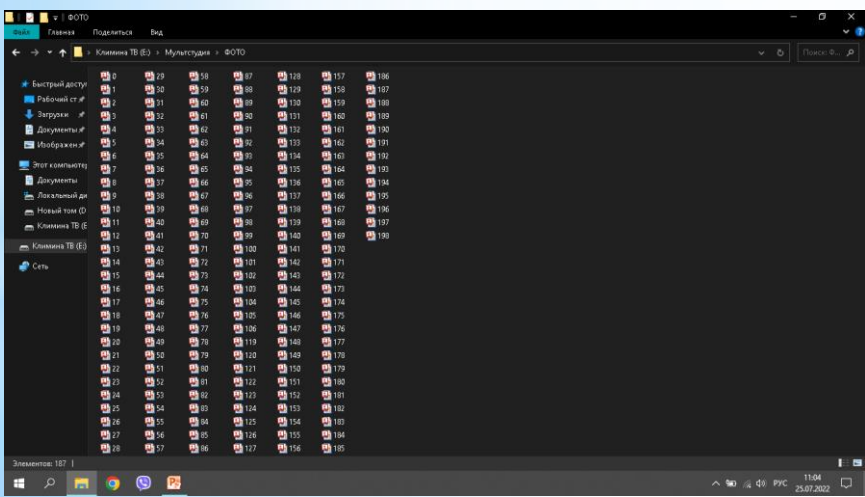 ФОТО
Файл Главная Поделиться Вид
Климина ТВ (E:) › Мультстудия › ФОТО
Поиск: Ф...
Быстрый доступ
Рабочий ст
Загрузки
Документы
Изображен
Этот компьютер
Документы
Локальный ди
Новый том (D
Климина ТВ (E
Климина ТВ (E:)
Сеть
0 29 58 87 128 157 186
1 30 59 88 129 158 187
2 31 60 89 130 159 188
3 32 61 90 131 160 189
4 33 62 91 132 161 190
5 34 63 92 133 162 191
6 35 64 93 134 163 192
7 36 65 94 135 164 193
8 37 66 95 136 165 194
9 38 67 96 137 166 195
10 39 68 97 138 167 196
11 40 69 98 139 168 197
12 41 70 99 140 169 198
13 42 71 100 141 170
14 43 72 101 142 171
15 44 73 102 143 172
16 45 74 103 144 173
17 46 75 104 145 174
18 47 76 105 146 175
19 48 77 106 147 176
20 49 78 119 148 177
21 50 79 120 149 178
22 51 80 121 150 179
23 52 81 122 151 180
24 53 82 123 152 181
25 54 83 124 153 182
26 55 84 125 154 183
27 56 85 126 155 184
28 57 86 127 156 185
Элементов: 187
РУС
11:04
25.07.2022